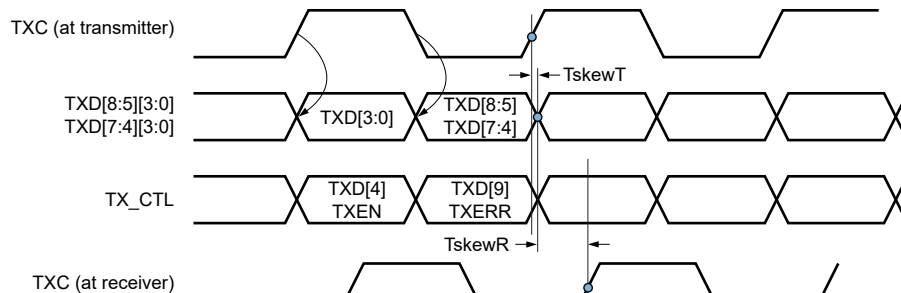 TXC (at transmitter)
TskewT
TXD[8:5][3:0]
TXD[7:4][3:0]
TXD[3:0]
TXD[8:5]
TXD[7:4]
TX_CTL
TXD[4]
TXEN
TXD[9]
TXERR
TskewR
TXC (at receiver)